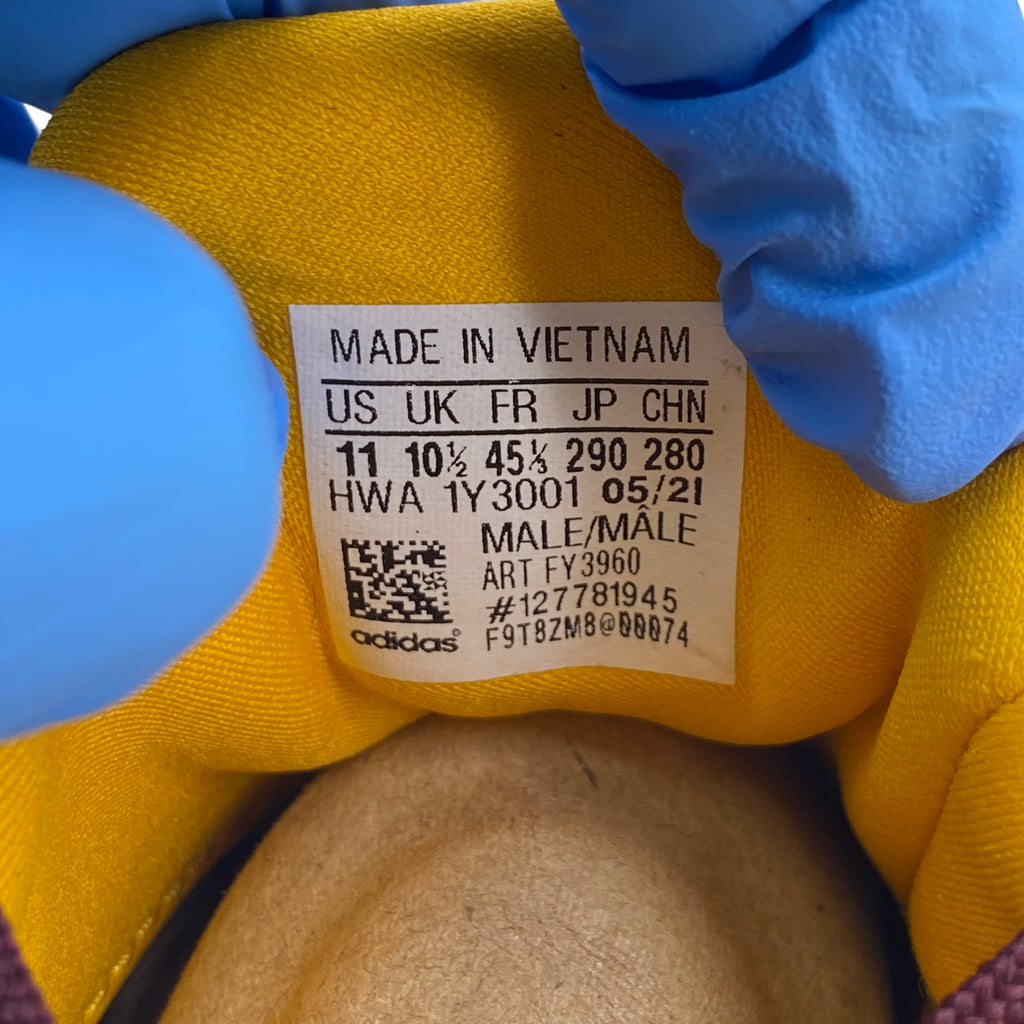 MADE IN VIETNAM
US UK FR JP CHN
11 10½ 45⅓ 290 280
HWA 1Y3001 05/21
MALE/MÂLE
ART FY3960
#127781945
F9T8ZM8@00074
adidas®